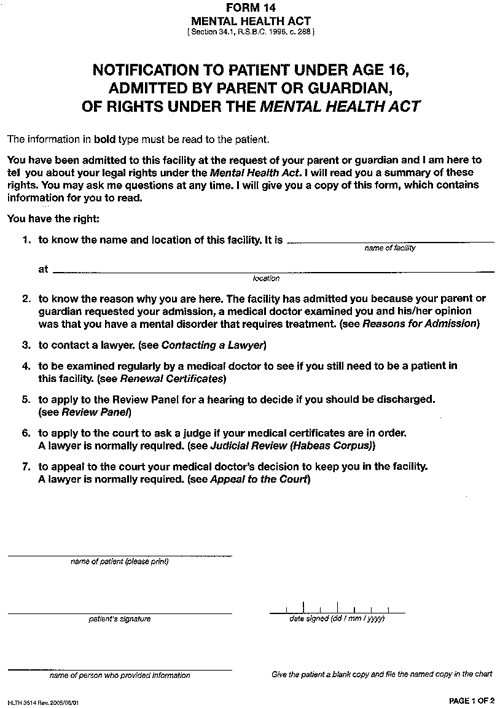 FORM 14
MENTAL HEALTH ACT
[ Section 34.1, R.S.B.C. 1996, c. 288 ]
NOTIFICATION TO PATIENT UNDER AGE 16,
ADMITTED BY PARENT OR GUARDIAN,
OF RIGHTS UNDER THE MENTAL HEALTH ACT
The information in bold type must be read to the patient.
You have been admitted to this facility at the request of your parent or guardian and I am here to
tell you about your legal rights under the Mental Health Act. I will read you a summary of these
rights. You may ask me questions at any time. I will give you a copy of this form, which contains
information for you to read.
You have the right:
1. to know the name and location of this facility. It is
name of facility
at
location
2. to know the reason why you are here. The facility has admitted you because your parent or
guardian requested your admission, a medical doctor examined you and his/her opinion
was that you have a mental disorder that requires treatment. (see Reasons for Admission)
3. to contact a lawyer. (see Contacting a Lawyer)
4. to be examined regularly by a medical doctor to see if you still need to be a patient in
this facility. (see Renewal Certificates)
5. to apply to the Review Panel for a hearing to decide if you should be discharged.
(see Review Panel)
6. to apply to the court to ask a judge if your medical certificates are in order.
A lawyer is normally required. (see Judicial Review (Habeas Corpus))
7. to appeal to the court your medical doctor's decision to keep you in the facility.
A lawyer is normally required. (see Appeal to the Court)
name of patient (please print)
patient's signature
date signed (dd / mm / yyyy)
name of person who provided information
Give the patient a blank copy and file the named copy in the chart
HLTH 3514 Rev. 2005/06/01
PAGE 1 OF 2